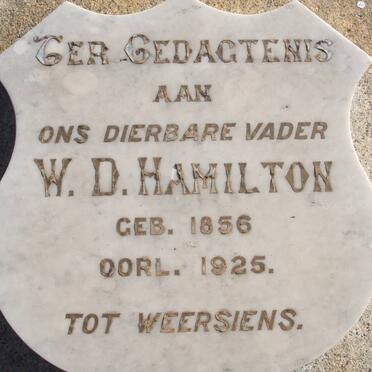 TER GEDAGTENIS
AAN
ONS DIERBARE VADER
W. D. HAMILTON
GEB. 1856
OORL. 1925.
TOT WEERSIENS.